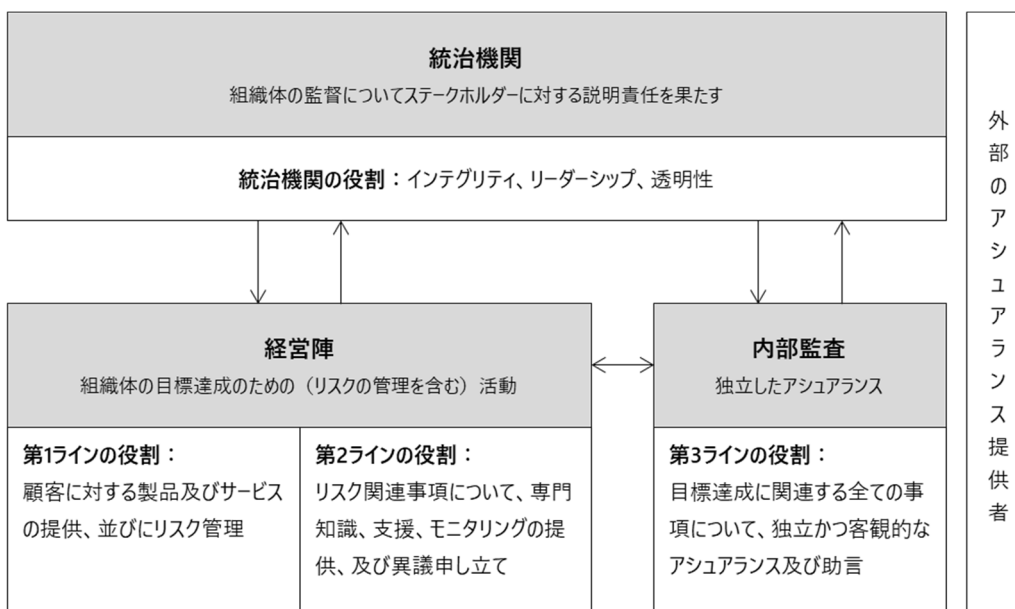 統治機関
組織体の監督についてステークホルダーに対する説明責任を果たす
統治機関の役割：インテグリティ、リーダーシップ、透明性
経営陣
組織体の目標達成のための（リスクの管理を含む）活動
第1ラインの役割：
顧客に対する製品及びサービス
の提供、並びにリスク管理
第2ラインの役割：
リスク関連事項について、専門
知識、支援、モニタリングの提
供、及び異議申し立て
内部監査
独立したアシュアランス
第3ラインの役割：
目標達成に関連する全ての事
項について、独立かつ客観的な
アシュアランス及び助言
外部のアシュアランス提供者